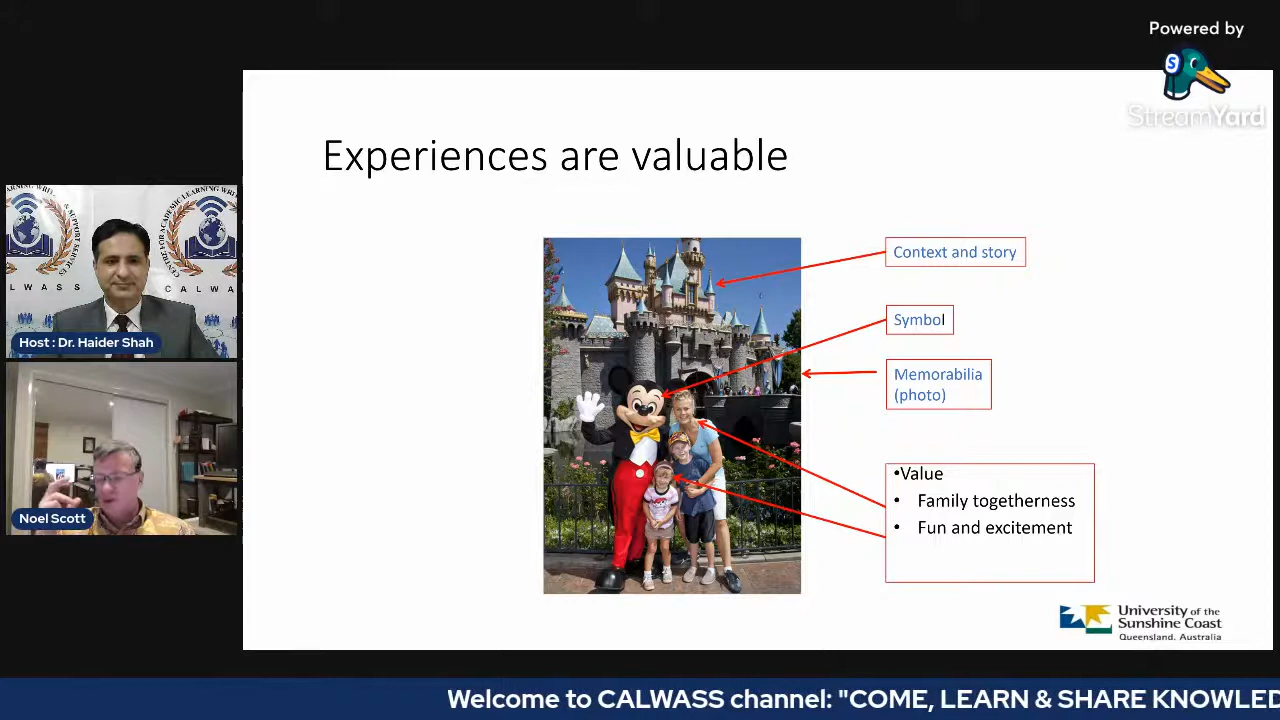 Powered by
StreamYard
Experiences are valuable
Context and story
Symbol
Memorabilia
(photo)
•Value
• Family togetherness
• Fun and excitement
University of the
Sunshine Coast
Queensland, Australia
CALWASS
Host : Dr. Haider Shah
Noel Scott
Welcome to CALWASS channel: "COME, LEARN & SHARE KNOWLED